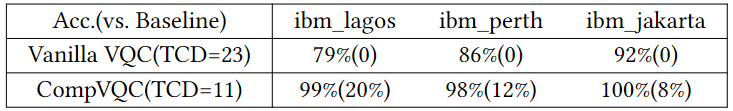 Acc.(vs. Baseline) ibm_lagos ibm_perth ibm_jakarta
Vanilla VQC(TCD=23) 79%(0) 86%(0) 92%(0)
CompVQC(TCD=11) 99%(20%) 98%(12%) 100%(8%)